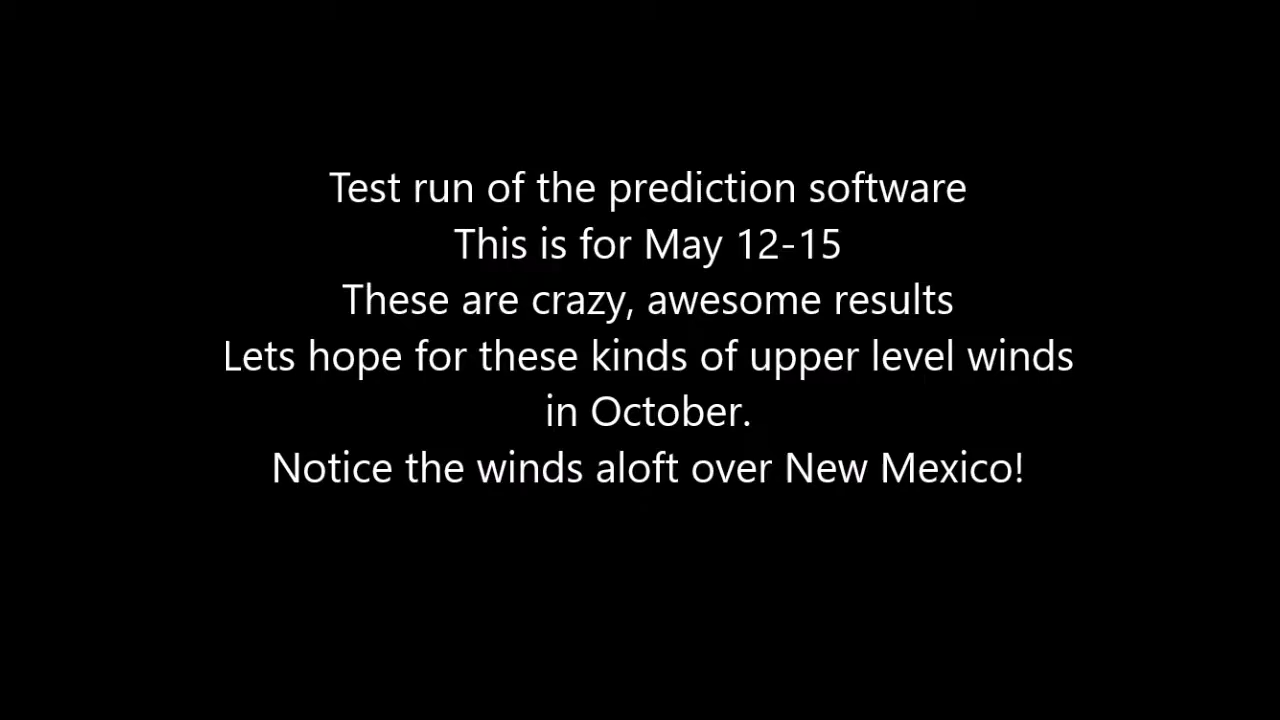 Test run of the prediction software
This is for May 12-15
These are crazy, awesome results
Lets hope for these kinds of upper level winds
in October.
Notice the winds aloft over New Mexico!